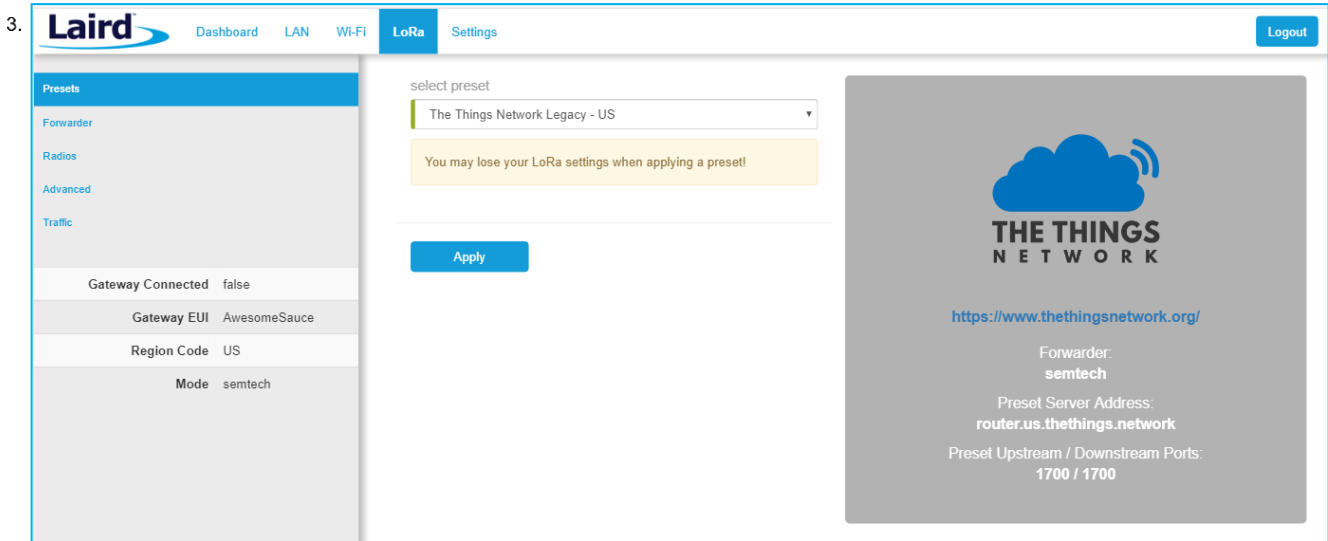 3.
Laird
Dashboard LAN Wi-Fi LoRa Settings Logout
Presets
Forwarder
Radios
Advanced
Traffic
Gateway Connected false
Gateway EUI AwesomeSauce
Region Code US
Mode semtech
select preset
The Things Network Legacy - US
You may lose your LoRa settings when applying a preset!
Apply
THE THINGS
NETWORK
https://www.thethingsnetwork.org/
Forwarder:
semtech
Preset Server Address:
router.us.thethings.network
Preset Upstream / Downstream Ports:
1700 / 1700